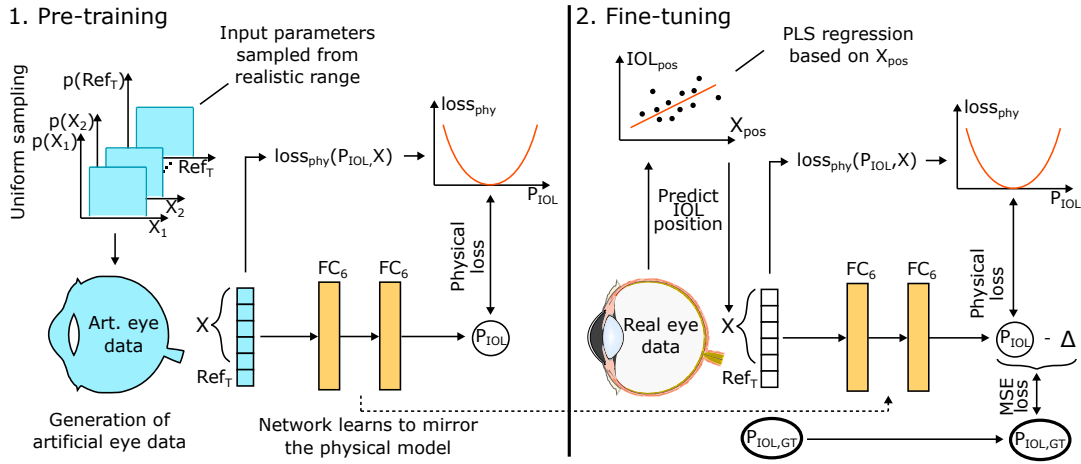 1. Pre-training
Input parameters
sampled from
realistic range
Uniform sampling
p(Ref_T)
p(X_2)
p(X_1)
Ref_T
X_2
X_1
loss_phy(P_IOL,X)
loss_phy
P_IOL
Physical
loss
FC_6
FC_6
Art. eye
data
X
Ref_T
P_IOL
Generation of
artificial eye data
Network learns to mirror
the physical model
2. Fine-tuning
IOL_pos
X_pos
PLS regression
based on X_pos
Predict
IOL
position
loss_phy(P_IOL,X)
loss_phy
P_IOL
Physical
loss
FC_6
FC_6
Real eye
data
X
Ref_T
P_IOL - Δ
MSE
loss
P_IOL,GT
P_IOL,GT